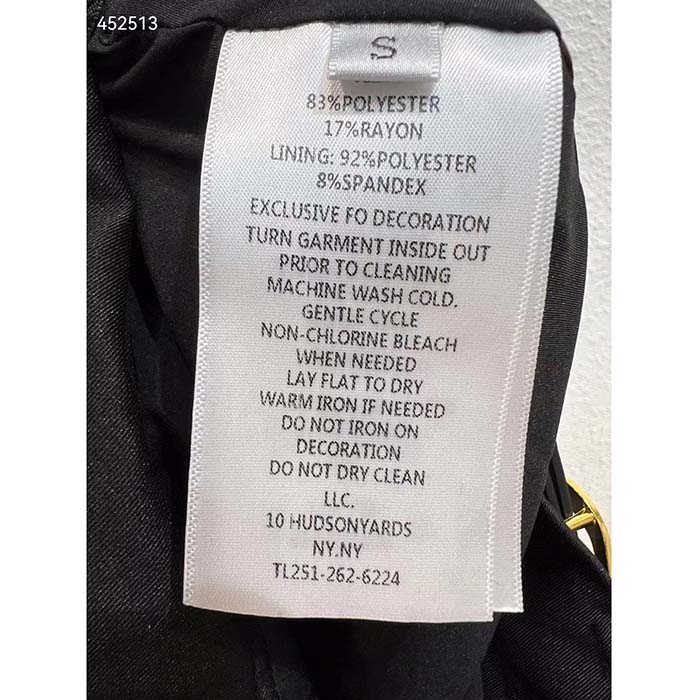 452513
S
83%POLYESTER
17%RAYON
LINING: 92%POLYESTER
8%SPANDEX
EXCLUSIVE FO DECORATION
TURN GARMENT INSIDE OUT
PRIOR TO CLEANING
MACHINE WASH COLD.
GENTLE CYCLE
NON-CHLORINE BLEACH
WHEN NEEDED
LAY FLAT TO DRY
WARM IRON IF NEEDED
DO NOT IRON ON
DECORATION
DO NOT DRY CLEAN
LLC.
10 HUDSONYARDS
NY.NY
TL251-262-6224